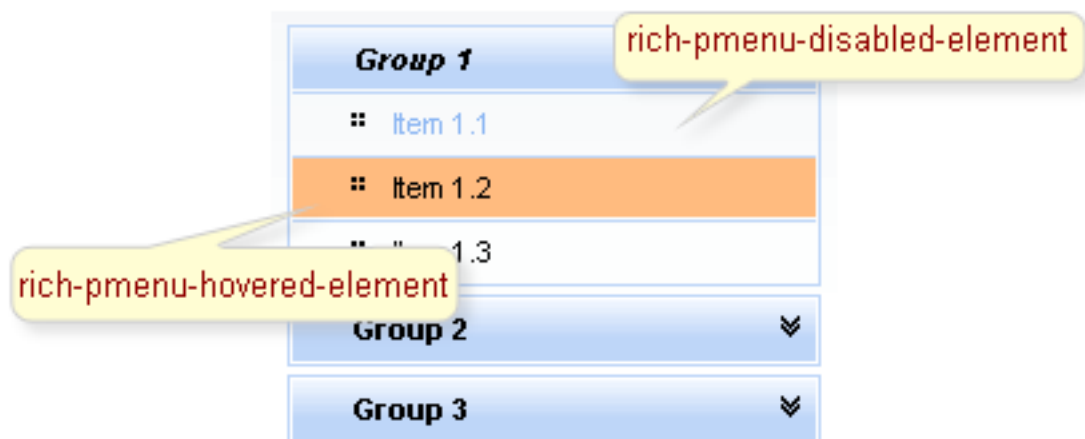 Group 1
rich-pmenu-disabled-element
Item 1.1
Item 1.2
1.3
rich-pmenu-hovered-element
Group 2
Group 3